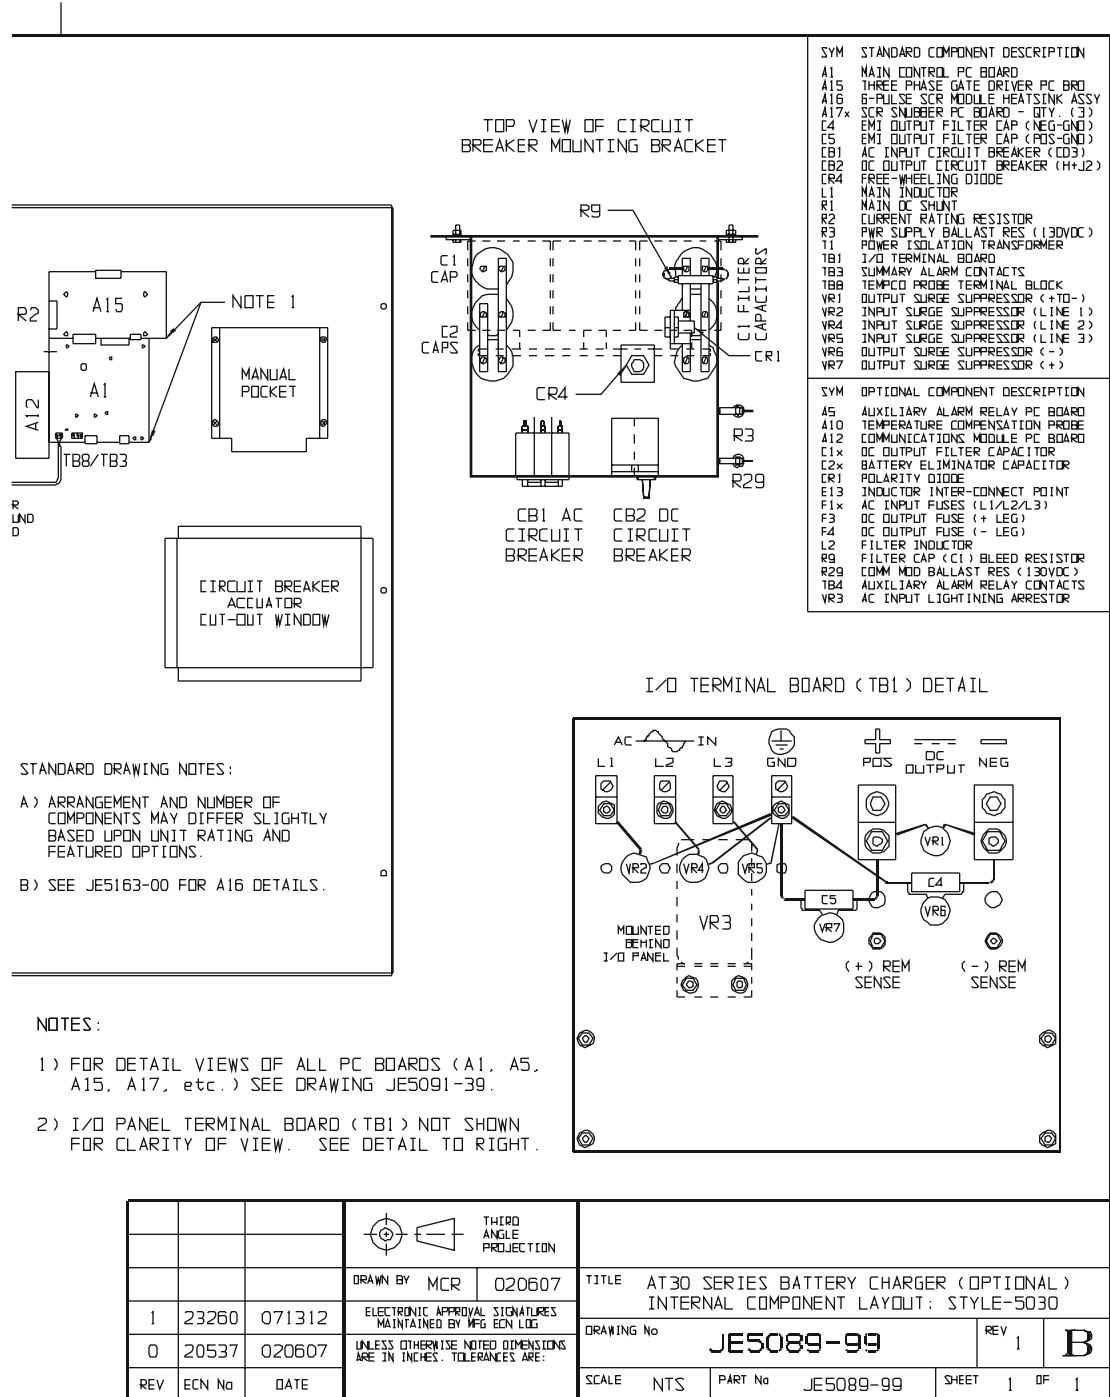 SYM STANDARD COMPONENT DESCRIPTION
A1 MAIN CONTROL PC BOARD
A15 THREE PHASE GATE DRIVER PC BRD
A16 6-PULSE SCR MODULE HEATSINK ASSY
A17x SCR SNUBBER PC BOARD - QTY. (3)
C4 EMI OUTPUT FILTER CAP (NEG-GND)
C5 EMI OUTPUT FILTER CAP (POS-GND)
CB1 AC INPUT CIRCUIT BREAKER (CD3)
CB2 DC OUTPUT CIRCUIT BREAKER (H+J2)
CR4 FREE-WHEELING DIODE
L1 MAIN INDUCTOR
R1 MAIN DC SHUNT
R2 CURRENT RATING RESISTOR
R3 PWR SUPPLY BALLAST RES (130VDC)
T1 POWER ISOLATION TRANSFORMER
TB1 I/O TERMINAL BOARD
TB3 SUMMARY ALARM CONTACTS
TB8 TEMPCO PROBE TERMINAL BLOCK
VR1 OUTPUT SURGE SUPPRESSOR (+TO-)
VR2 INPUT SURGE SUPPRESSOR (LINE 1)
VR4 INPUT SURGE SUPPRESSOR (LINE 2)
VR5 INPUT SURGE SUPPRESSOR (LINE 3)
VR6 OUTPUT SURGE SUPPRESSOR (-)
VR7 OUTPUT SURGE SUPPRESSOR (+)
SYM OPTIONAL COMPONENT DESCRIPTION
A5 AUXILIARY ALARM RELAY PC BOARD
A10 TEMPERATURE COMPENSATION PROBE
A12 COMMUNICATIONS MODULE PC BOARD
C1x DC OUTPUT FILTER CAPACITOR
C2x BATTERY ELIMINATOR CAPACITOR
CR1 POLARITY DIODE
E13 INDUCTOR INTER-CONNECT POINT
F1x AC INPUT FUSES (L1/L2/L3)
F3 DC OUTPUT FUSE (+ LEG)
F4 DC OUTPUT FUSE (- LEG)
L2 FILTER INDUCTOR
R9 FILTER CAP (C1) BLEED RESISTOR
R29 COMM MOD BALLAST RES (130VDC)
TB4 AUXILIARY ALARM RELAY CONTACTS
VR3 AC INPUT LIGHTINING ARRESTOR
TOP VIEW OF CIRCUIT
BREAKER MOUNTING BRACKET
R9
C1
CAP
C2
CAPS
C1 FILTER
CAPACITORS
CR1
CR4
R3
R29
CB1 AC
CIRCUIT
BREAKER
CB2 DC
CIRCUIT
BREAKER
R2
A15
NOTE 1
A1
A12
TB8/TB3
MANUAL
POCKET
R
UND
D
CIRCUIT BREAKER
ACCUATOR
CUT-OUT WINDOW
STANDARD DRAWING NOTES:
A) ARRANGEMENT AND NUMBER OF
COMPONENTS MAY DIFFER SLIGHTLY
BASED UPON UNIT RATING AND
FEATURED OPTIONS.
B) SEE JE5163-00 FOR A16 DETAILS.
I/O TERMINAL BOARD (TB1) DETAIL
AC IN
L1 L2 L3 GND
POS DC OUTPUT NEG
VR2 VR4 VR5
VR1
C4
VR6
C5
VR7
VR3
MOUNTED
BEHIND
I/O PANEL
(+) REM
SENSE
(-) REM
SENSE
NOTES:
1) FOR DETAIL VIEWS OF ALL PC BOARDS (A1, A5,
A15, A17, etc.) SEE DRAWING JE5091-39.
2) I/O PANEL TERMINAL BOARD (TB1) NOT SHOWN
FOR CLARITY OF VIEW. SEE DETAIL TO RIGHT.
THIRD
ANGLE
PROJECTION
DRAWN BY MCR 020607
ELECTRONIC APPROVAL SIGNATURES
MAINTAINED BY MFG ECN LOG
UNLESS OTHERWISE NOTED DIMENSIONS
ARE IN INCHES. TOLERANCES ARE:
1 23260 071312
0 20537 020607
REV ECN No DATE
TITLE AT30 SERIES BATTERY CHARGER (OPTIONAL)
INTERNAL COMPONENT LAYOUT: STYLE-5030
DRAWING No JE5089-99
REV 1
B
SCALE NTS
PART No JE5089-99
SHEET 1 OF 1